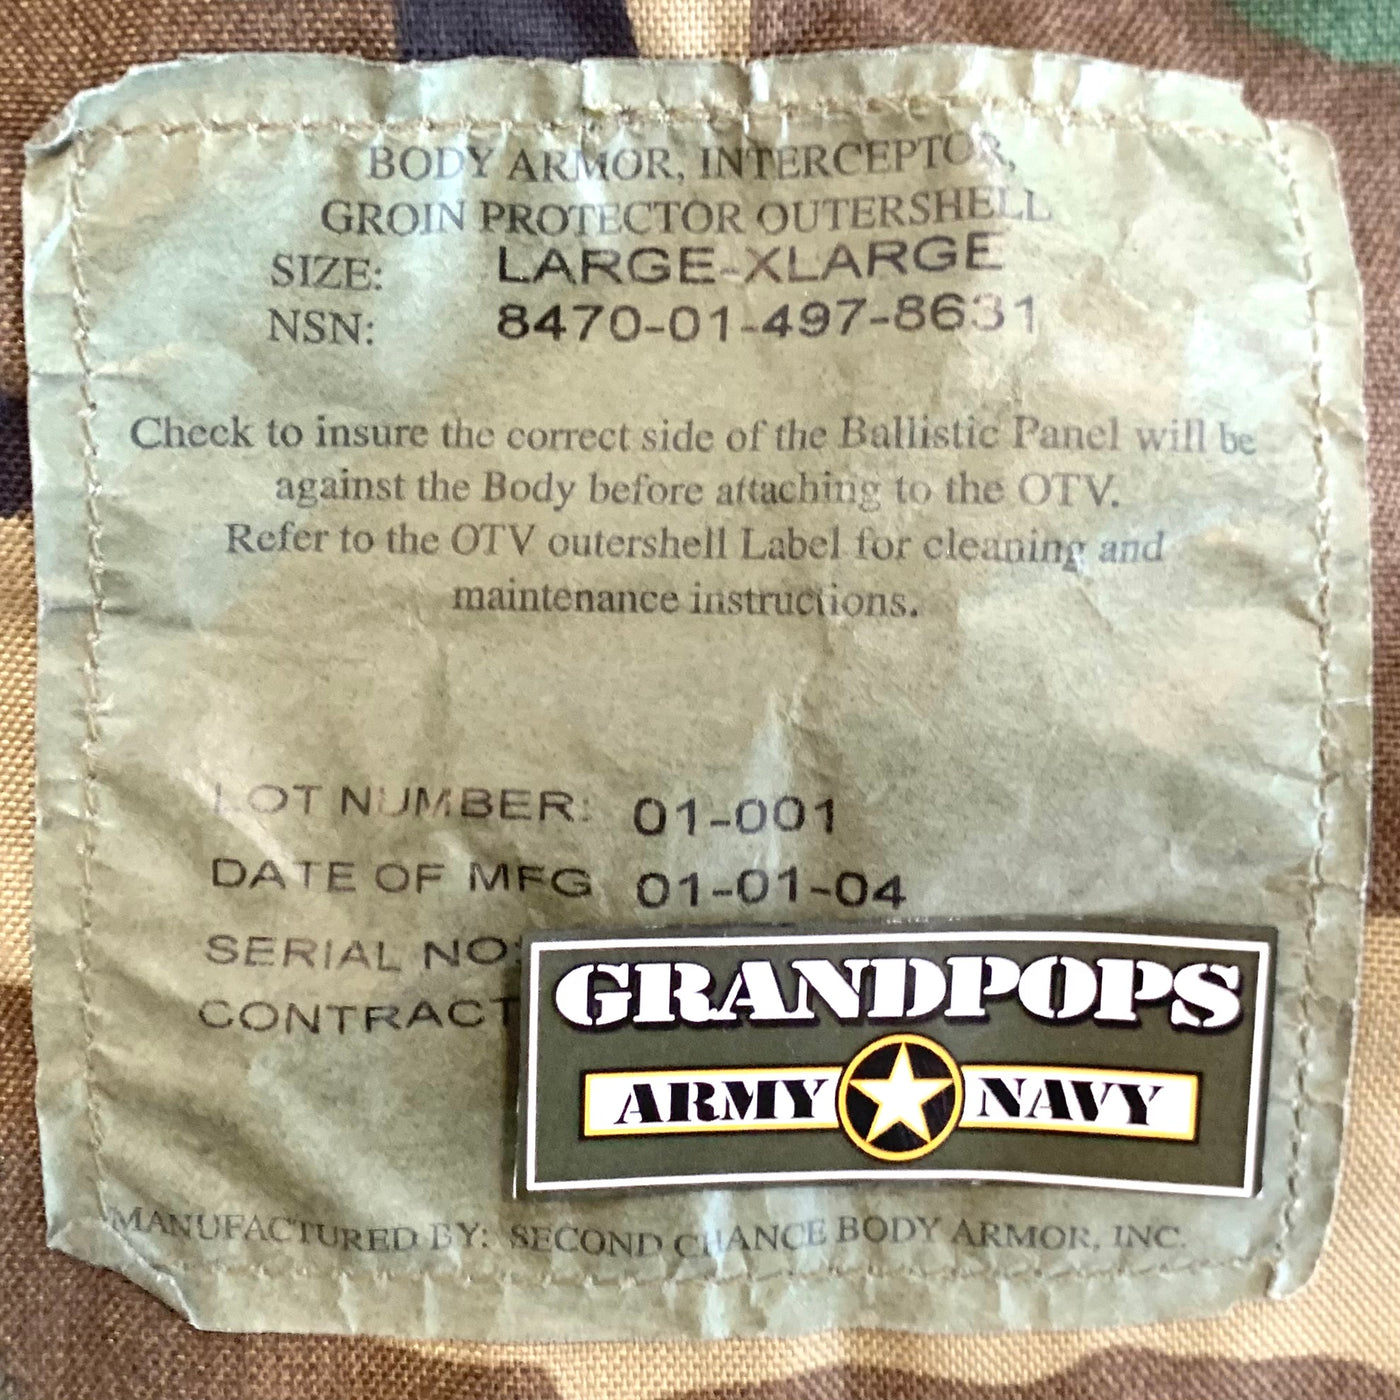 BODY ARMOR, INTERCEPTOR,
GROIN PROTECTOR OUTERSHELL
SIZE: LARGE-XLARGE
NSN: 8470-01-497-8631
Check to insure the correct side of the Ballistic Panel will be
against the Body before attaching to the OTV.
Refer to the OTV outershell Label for cleaning and
maintenance instructions.
LOT NUMBER: 01-001
DATE OF MFG 01-01-04
SERIAL NO:
CONTRACT
GRANDPOPS
ARMY NAVY
MANUFACTURED BY: SECOND CHANCE BODY ARMOR, INC.